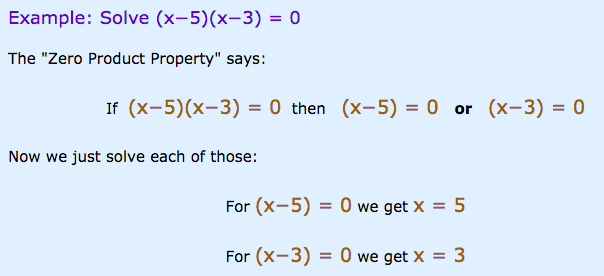 Example: Solve (x−5)(x−3) = 0
The "Zero Product Property" says:
If (x−5)(x−3) = 0 then (x−5) = 0 or (x−3) = 0
Now we just solve each of those:
For (x−5) = 0 we get x = 5
For (x−3) = 0 we get x = 3